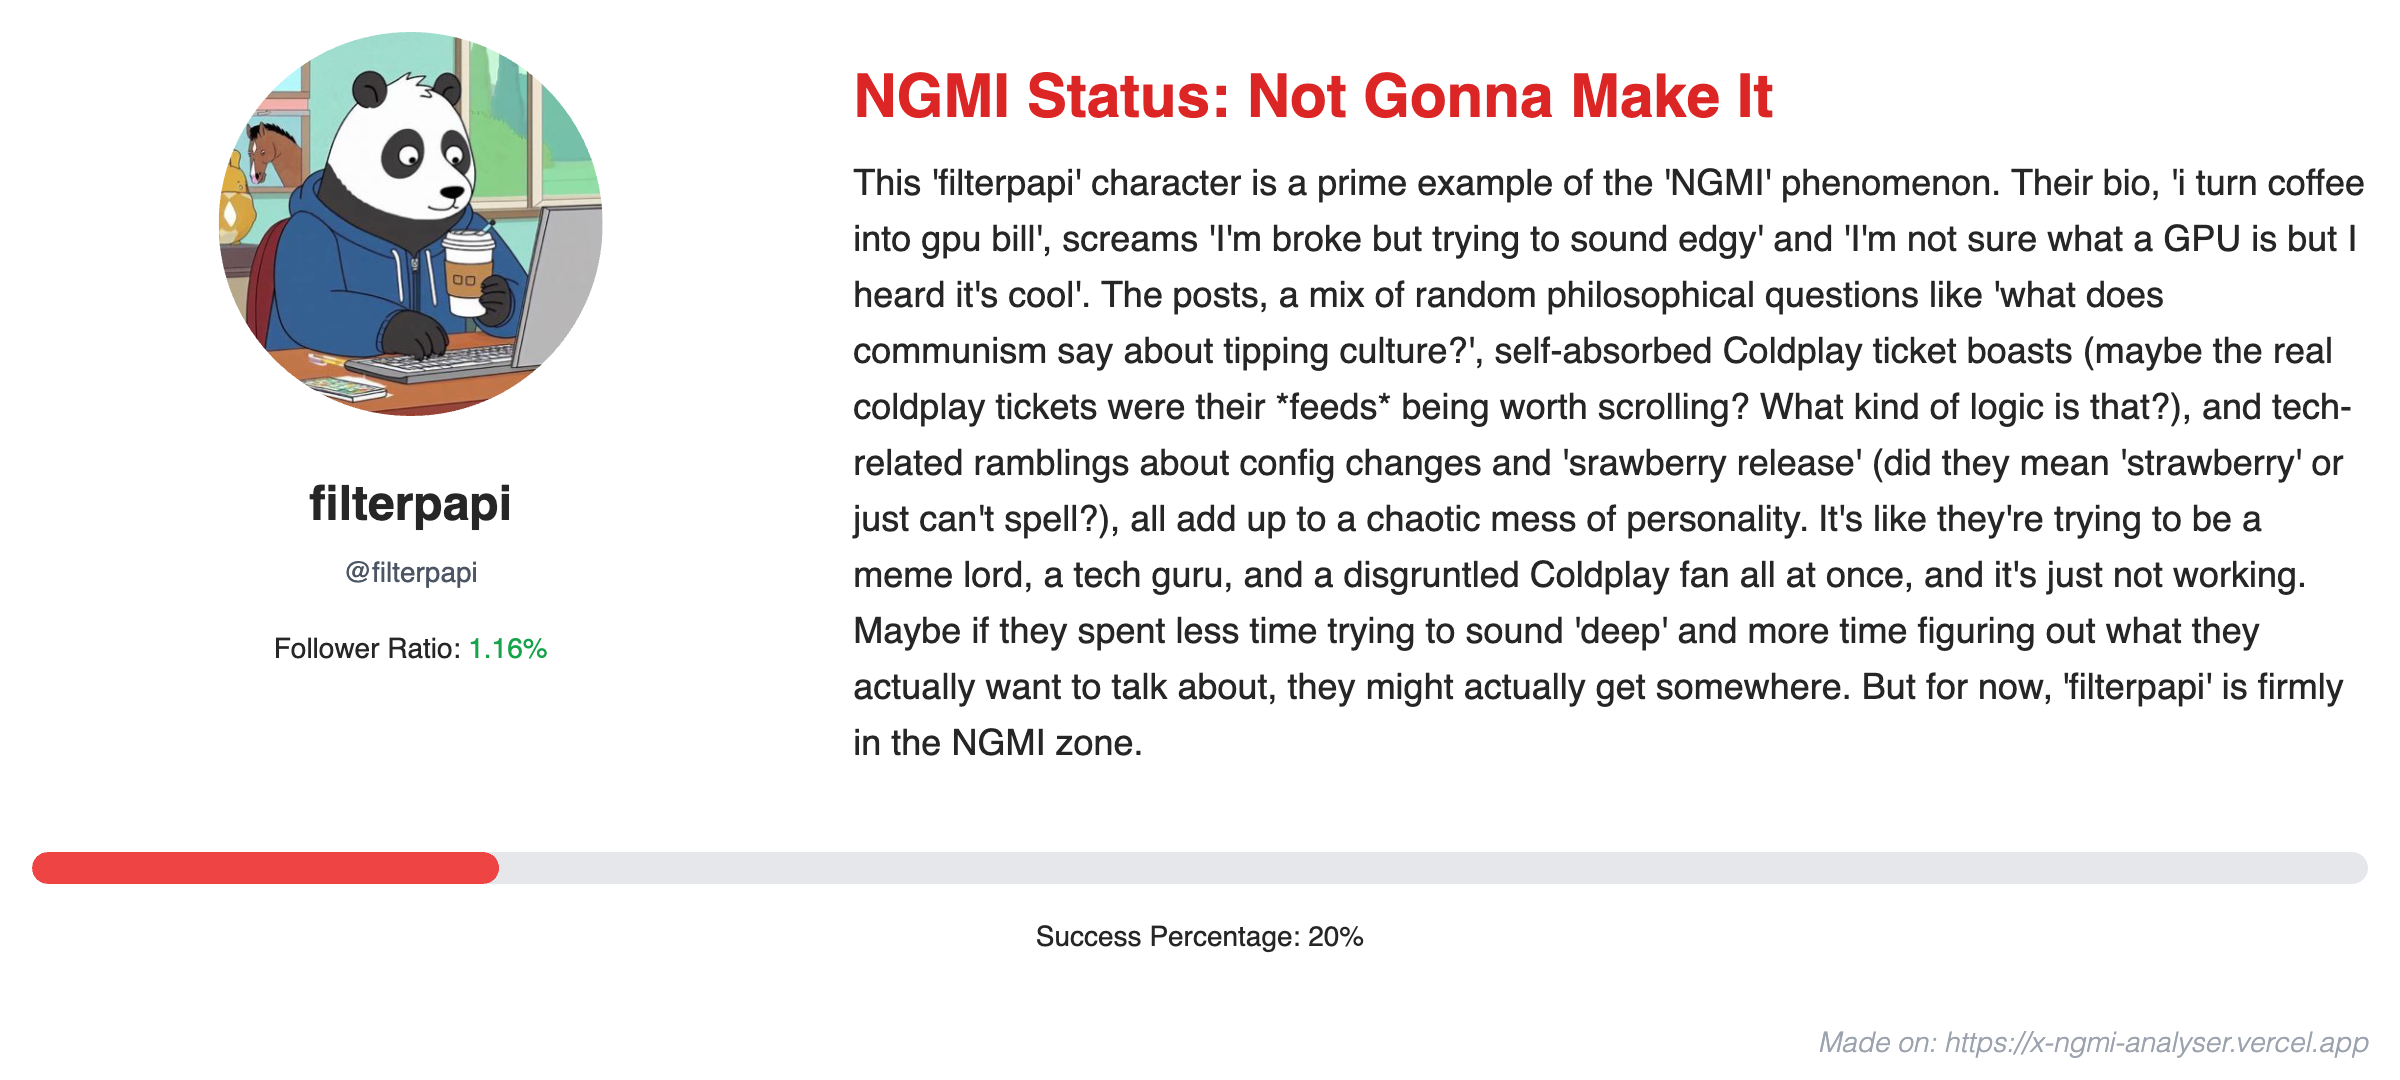 NGMI Status: Not Gonna Make It
This 'filterpapi' character is a prime example of the 'NGMI' phenomenon. Their bio, 'i turn coffee
into gpu bill', screams 'I'm broke but trying to sound edgy' and 'I'm not sure what a GPU is but I
heard it's cool'. The posts, a mix of random philosophical questions like 'what does
communism say about tipping culture?', self-absorbed Coldplay ticket boasts (maybe the real
coldplay tickets were their *feeds* being worth scrolling? What kind of logic is that?), and tech-
related ramblings about config changes and 'srawberry release' (did they mean 'strawberry' or
just can't spell?), all add up to a chaotic mess of personality. It's like they're trying to be a
meme lord, a tech guru, and a disgruntled Coldplay fan all at once, and it's just not working.
Maybe if they spent less time trying to sound 'deep' and more time figuring out what they
actually want to talk about, they might actually get somewhere. But for now, 'filterpapi' is firmly
in the NGMI zone.
filterpapi
@filterpapi
Follower Ratio: 1.16%
Success Percentage: 20%
Made on: https://x-ngmi-analyser.vercel.app